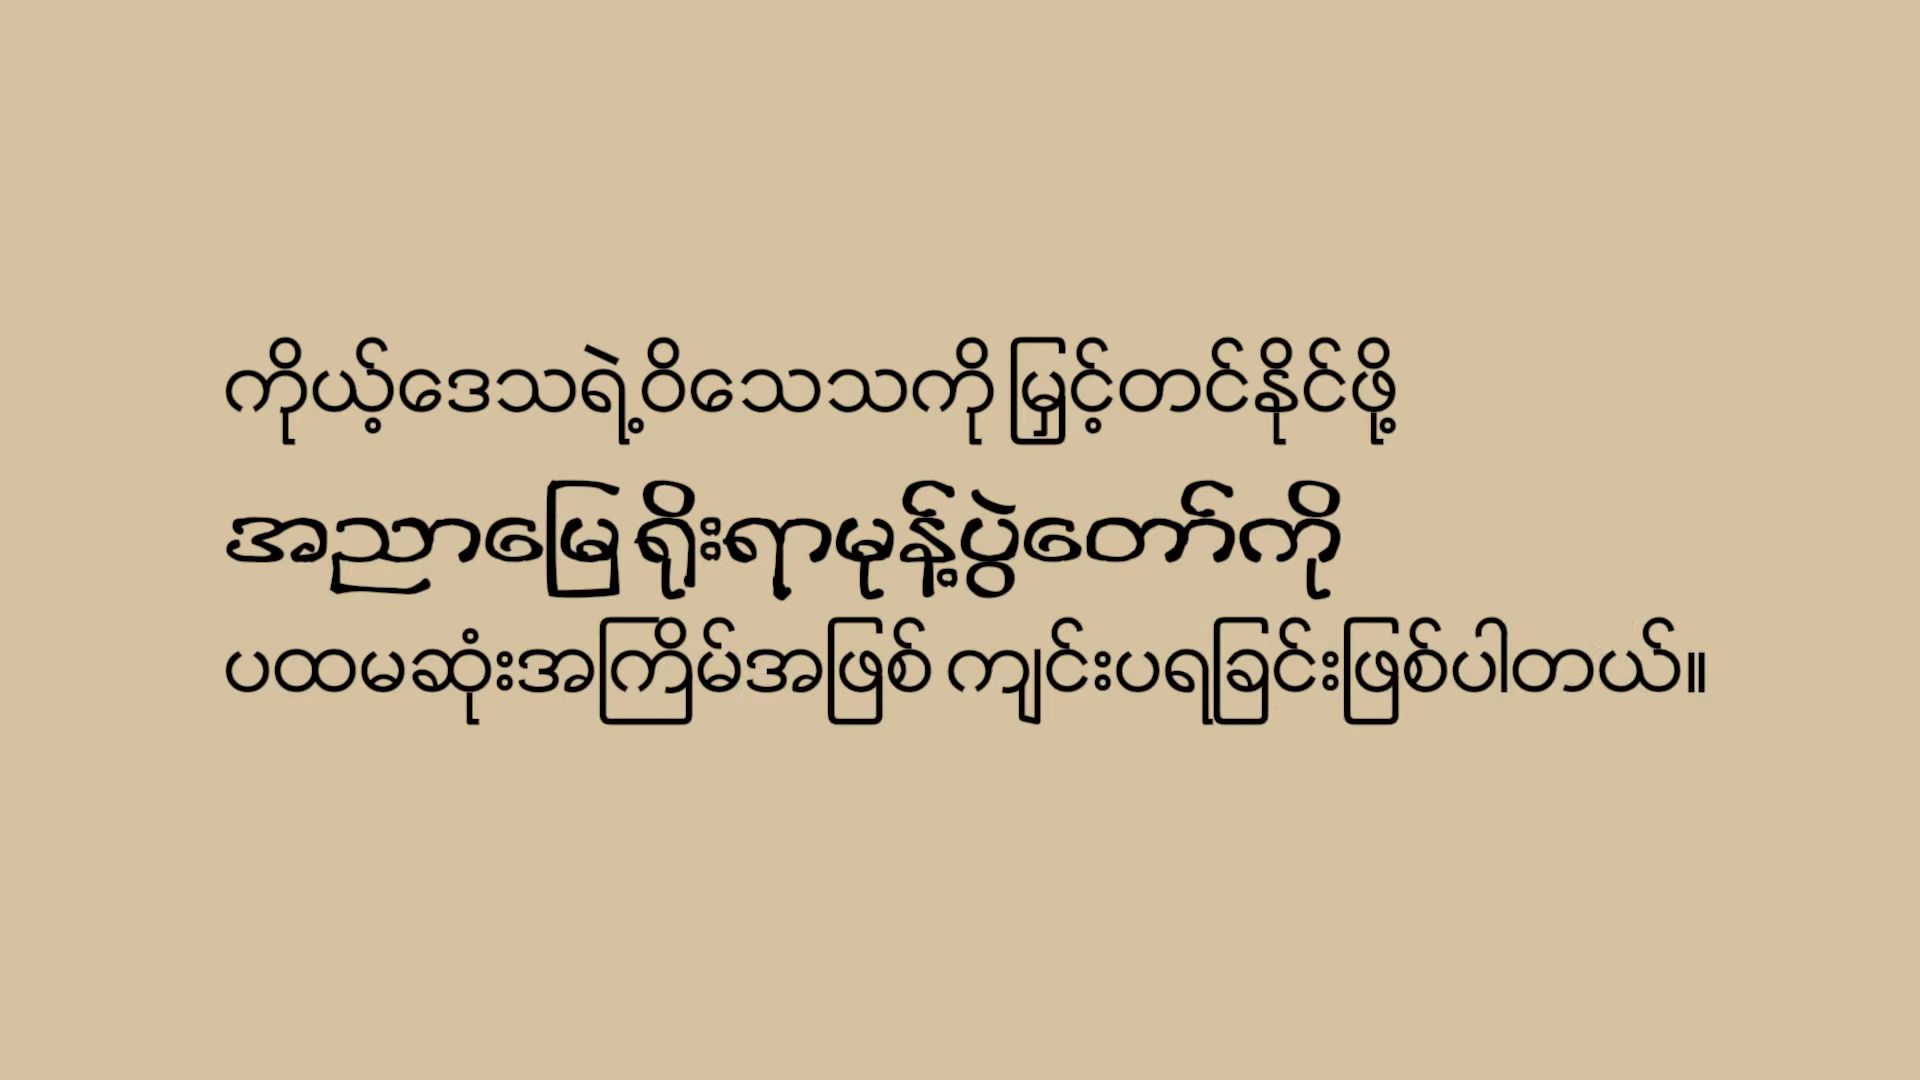 ကိုယ့်ဒေသရဲ့ဝိသေသကို မြှင့်တင်နိုင်ဖို့
အညာမြေ ရိုးရာမုန့်ပွဲတော်ကို
ပထမဆုံးအကြိမ်အဖြစ် ကျင်းပရခြင်းဖြစ်ပါတယ်။